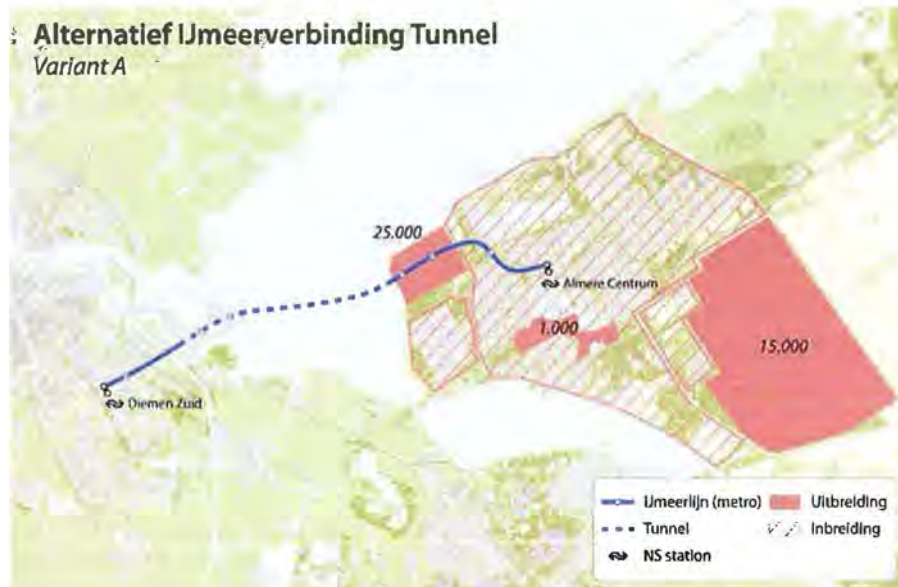 Alternatief IJmeerverbinding Tunnel
Variant A
25.000
Almere Centrum
1.000
15.000
Diemen Zuid
IJmeerlijn (metro)
Uitbreiding
Tunnel
Inbreiding
NS station